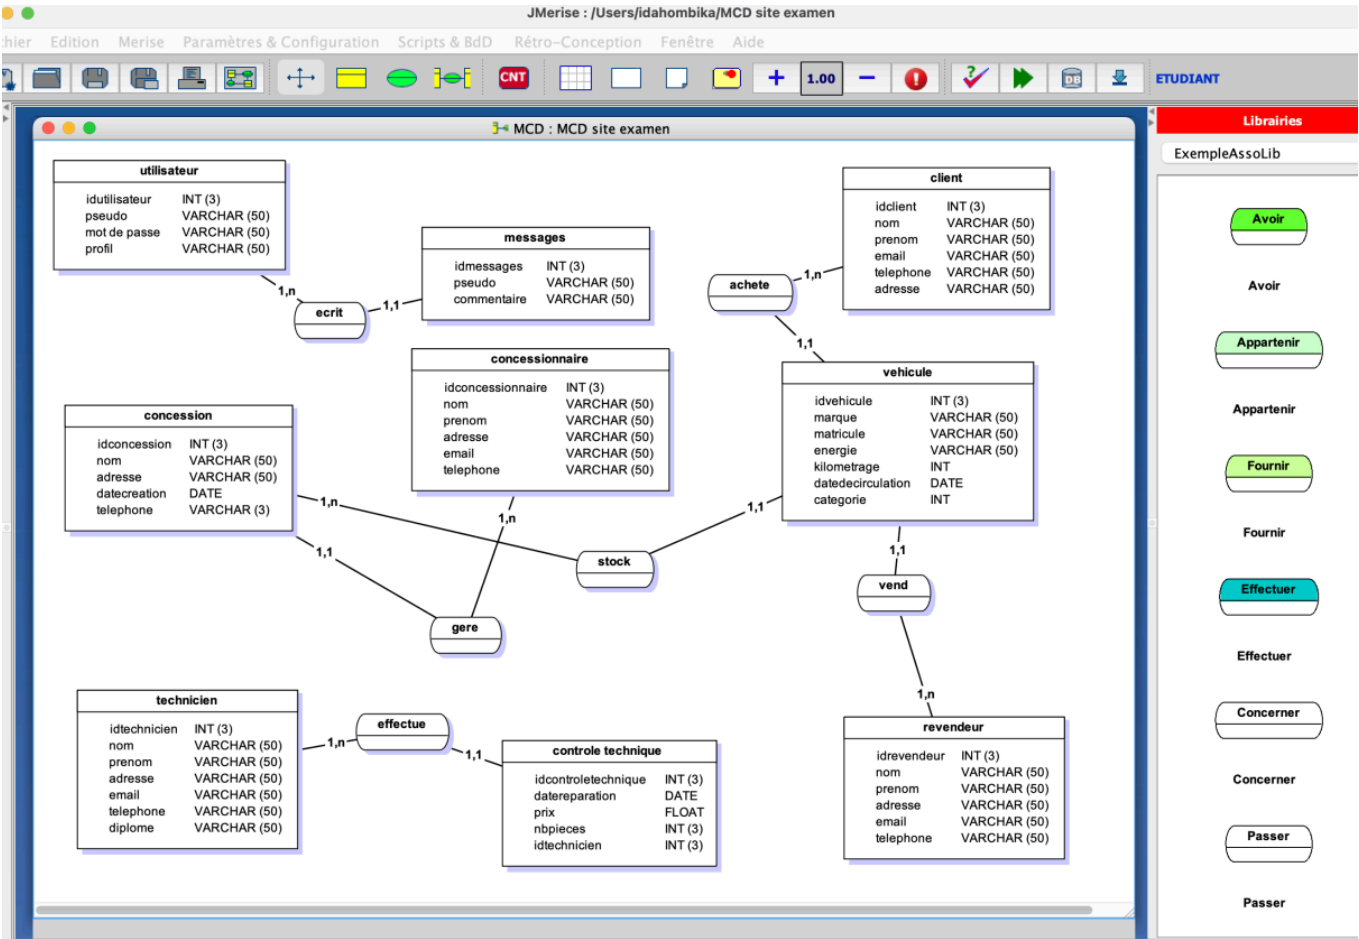 JMerise : /Users/idahombika/MCD site examen
hier Edition Merise Paramètres & Configuration Scripts & BdD Rétro-Conception Fenêtre Aide
CNT 1.00 DB ETUDIANT
MCD : MCD site examen
utilisateur
idutilisateur INT (3)
pseudo VARCHAR (50)
mot de passe VARCHAR (50)
profil VARCHAR (50)
1,n
ecrit
1,1
messages
idmessages INT (3)
pseudo VARCHAR (50)
commentaire VARCHAR (50)
client
idclient INT (3)
nom VARCHAR (50)
prenom VARCHAR (50)
email VARCHAR (50)
telephone VARCHAR (50)
adresse VARCHAR (50)
1,n
achete
1,1
concessionnaire
idconcessionnaire INT (3)
nom VARCHAR (50)
prenom VARCHAR (50)
adresse VARCHAR (50)
email VARCHAR (50)
telephone VARCHAR (50)
vehicule
idvehicule INT (3)
marque VARCHAR (50)
matricule VARCHAR (50)
energie VARCHAR (50)
kilometrage INT
datedecirculation DATE
categorie INT
concession
idconcession INT (3)
nom VARCHAR (50)
adresse VARCHAR (50)
datecreation DATE
telephone VARCHAR (3)
1,n
1,n
1,1
1,1
stock
1,1
vend
gere
1,n
technicien
idtechnicien INT (3)
nom VARCHAR (50)
prenom VARCHAR (50)
adresse VARCHAR (50)
email VARCHAR (50)
telephone VARCHAR (50)
diplome VARCHAR (50)
1,n
effectue
1,1
controle technique
idcontroletechnique INT (3)
datereparation DATE
prix FLOAT
nbpieces INT (3)
idtechnicien INT (3)
revendeur
idrevendeur INT (3)
nom VARCHAR (50)
prenom VARCHAR (50)
adresse VARCHAR (50)
email VARCHAR (50)
telephone VARCHAR (50)
Librairies
ExempleAssoLib
Avoir
Avoir
Appartenir
Appartenir
Fournir
Fournir
Effectuer
Effectuer
Concerner
Concerner
Passer
Passer